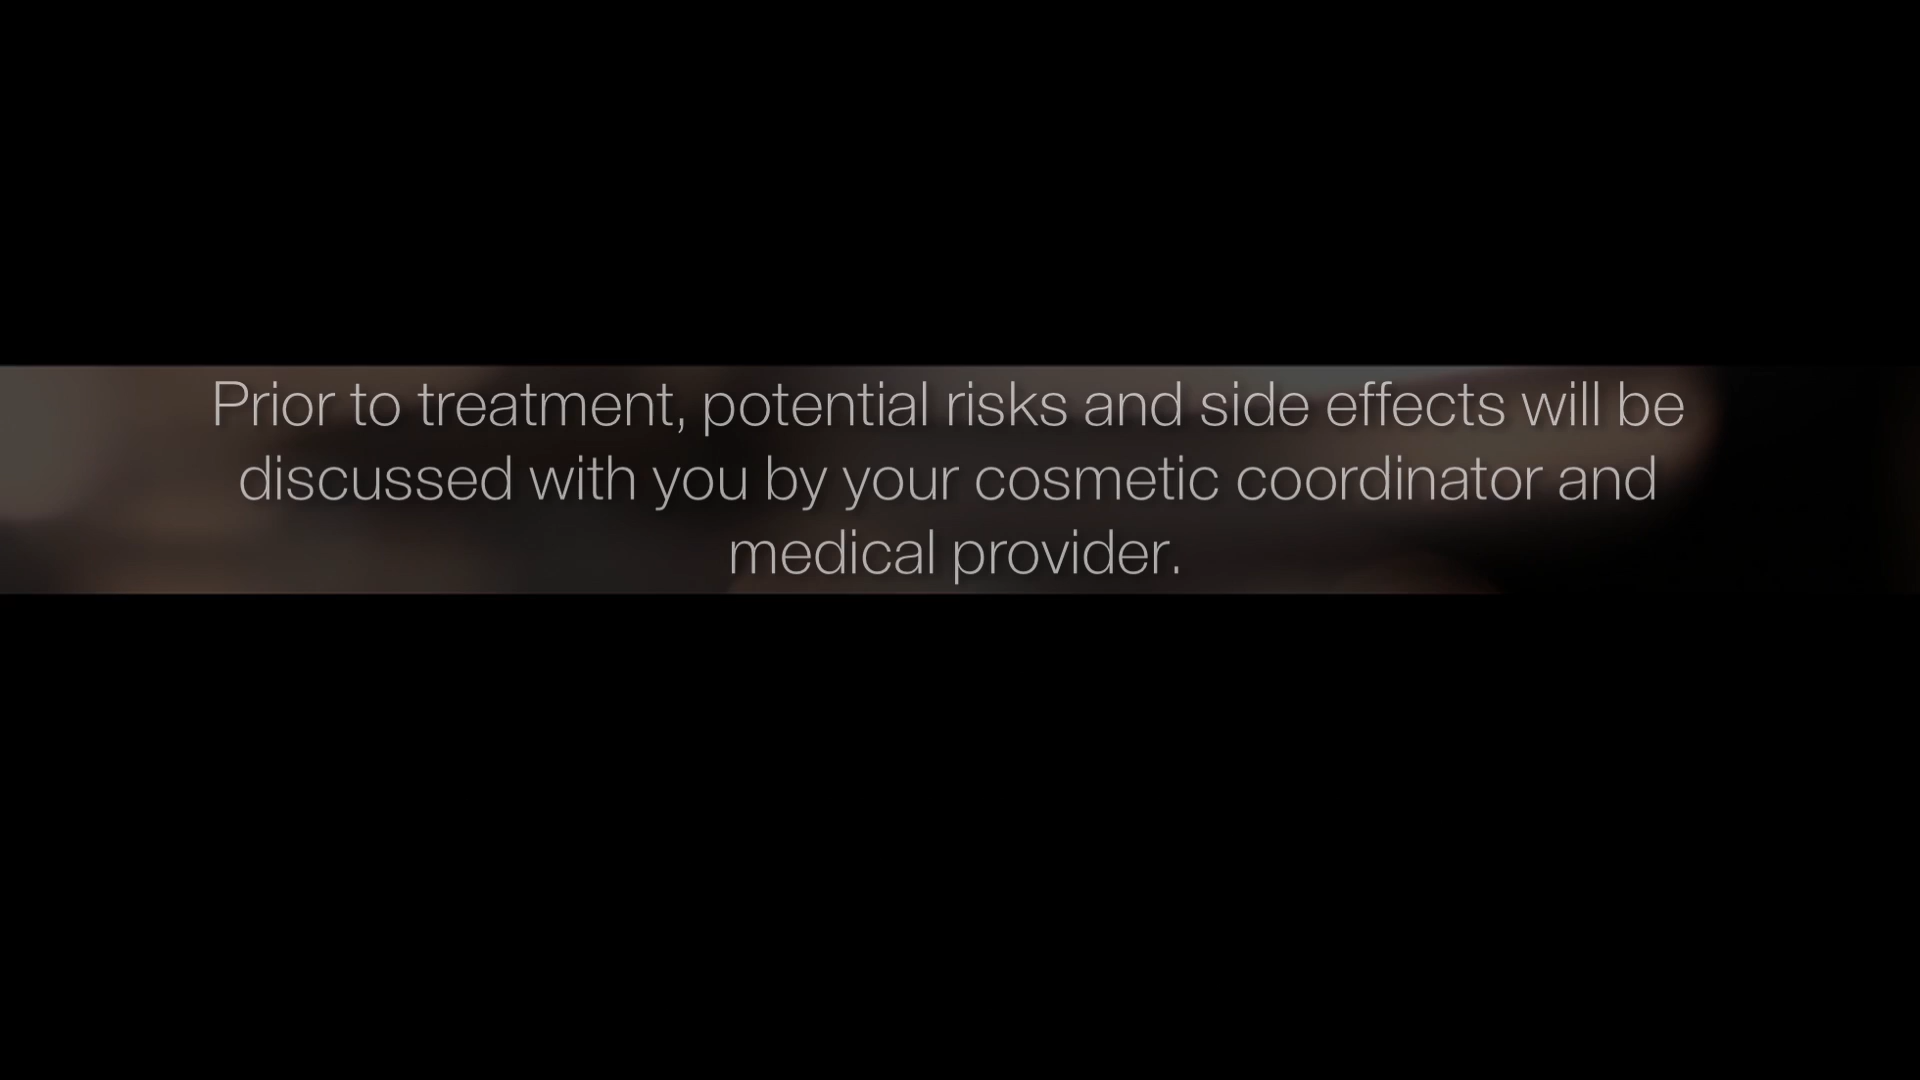 Prior to treatment, potential risks and side effects will be
discussed with you by your cosmetic coordinator and
medical provider.